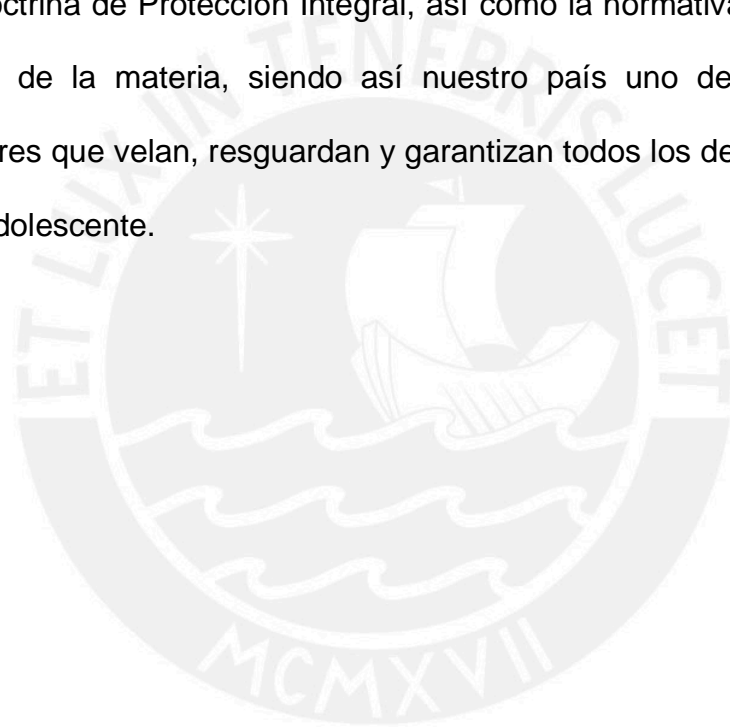 octrina de Protección Integral, así como la normativa
de la materia, siendo así nuestro país uno de
res que velan, resguardan y garantizan todos los de
dolescente.
ET LUX IN TENEBRIS LUCET
MCMXVII